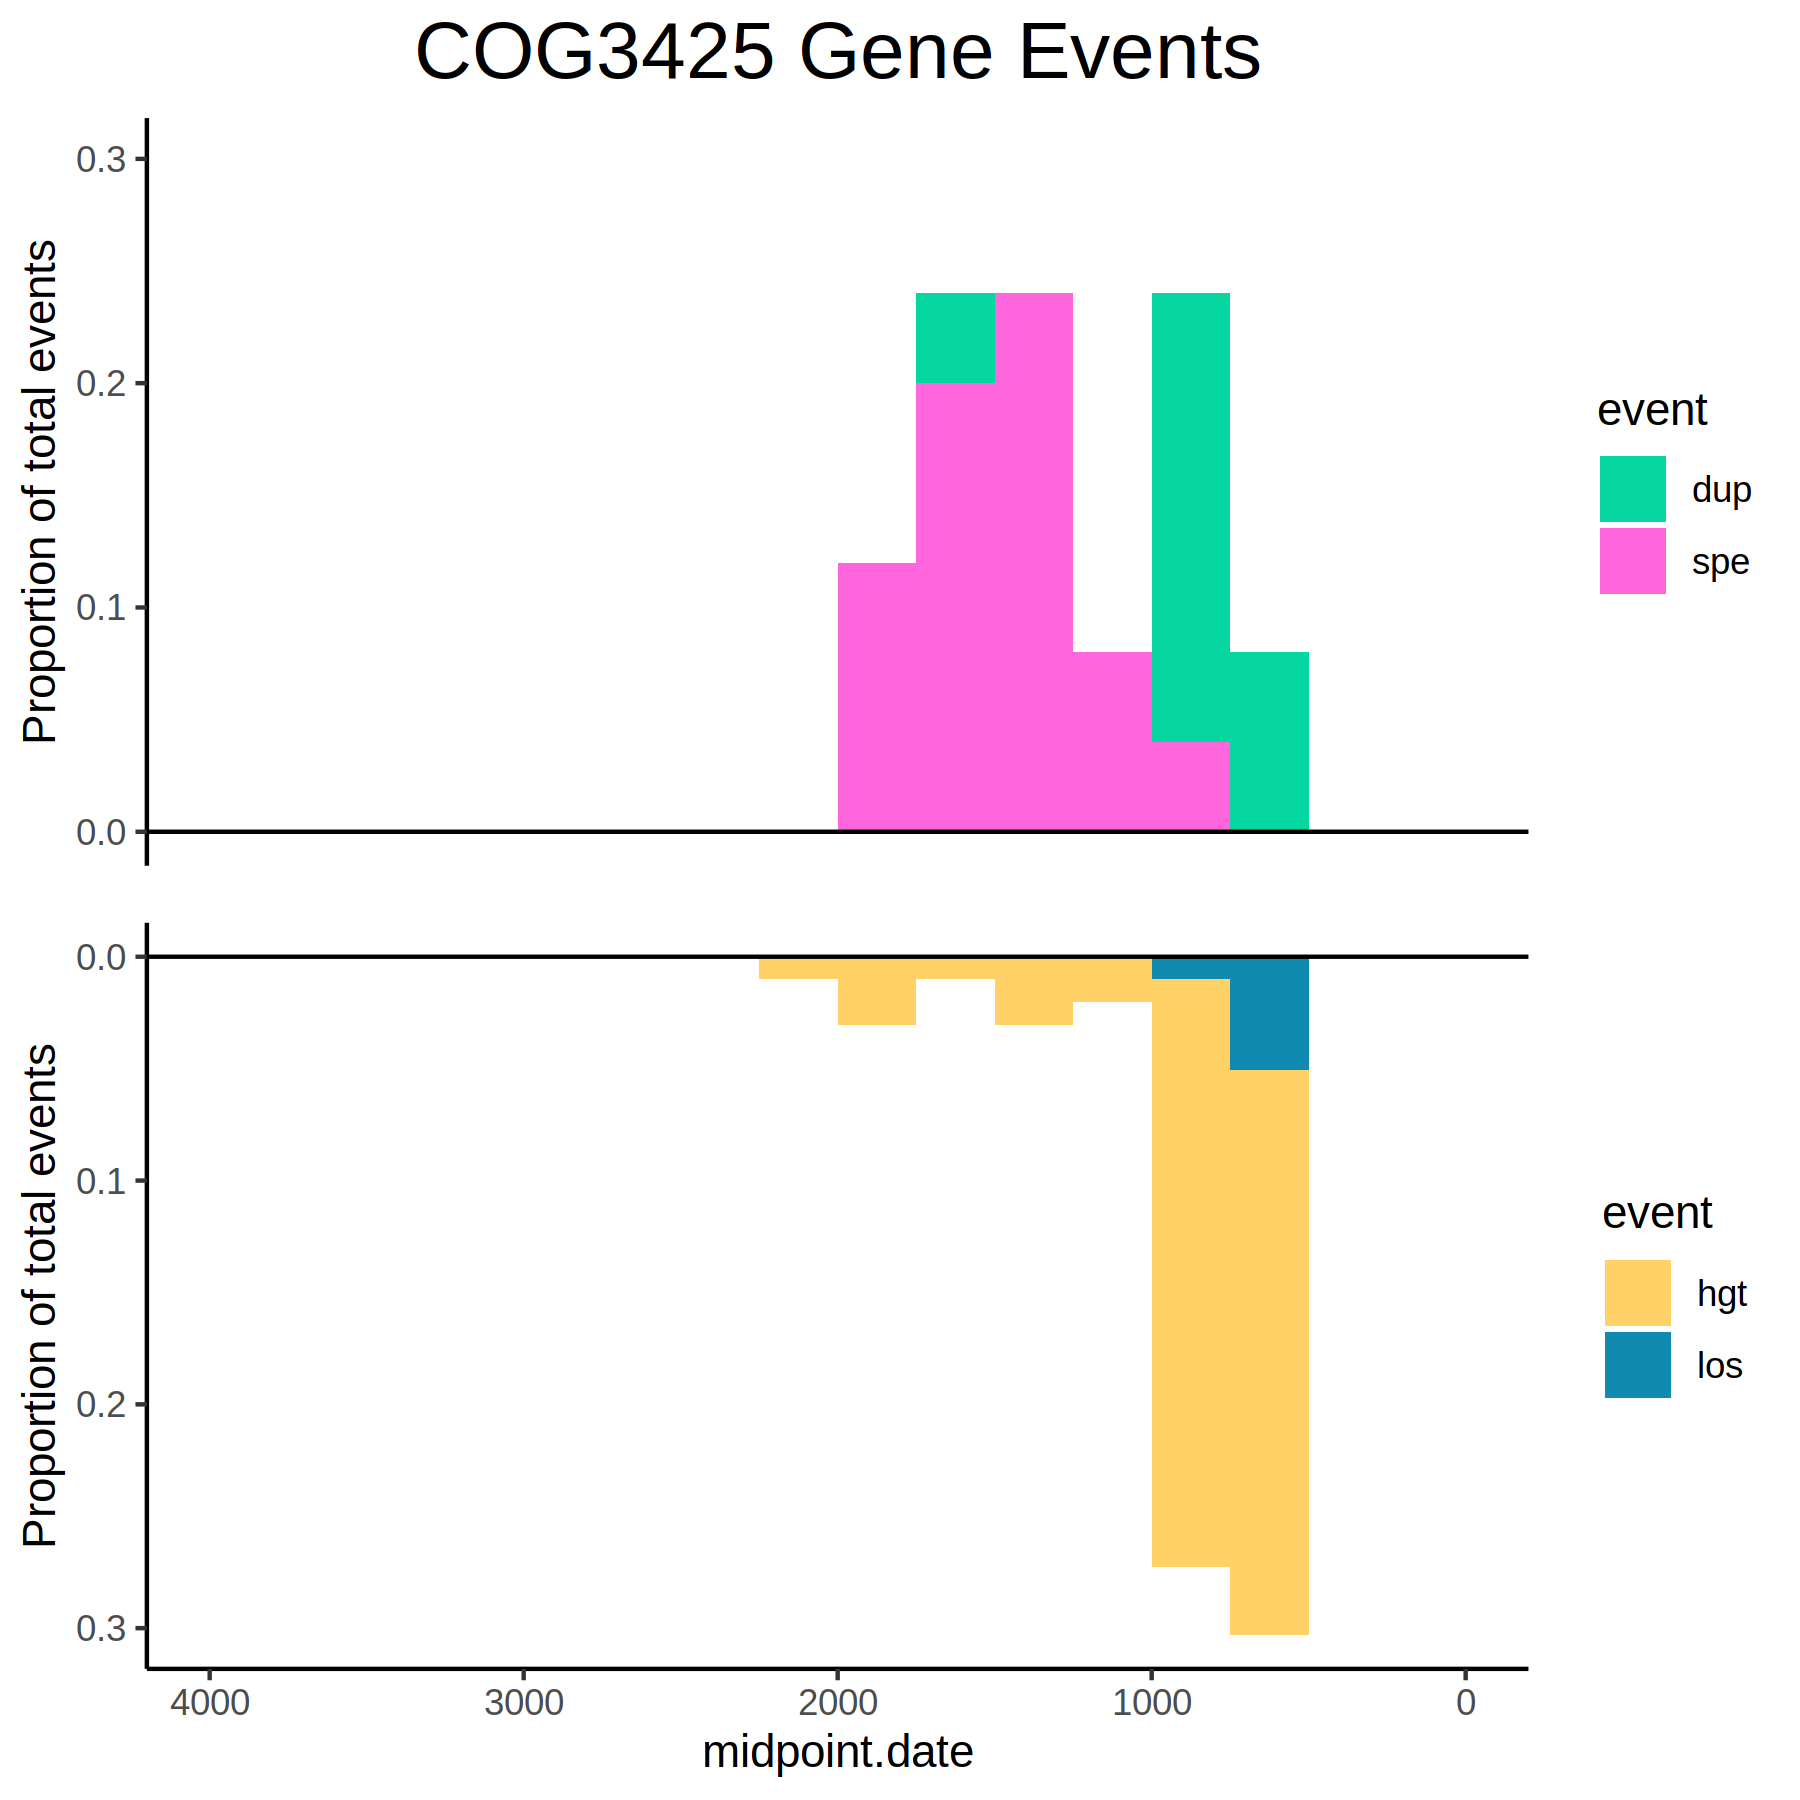 COG3425 Gene Events
Proportion of total events
0.3
0.2
0.1
0.0
event
dup
spe
Proportion of total events
0.0
0.1
0.2
0.3
event
hgt
los
4000 3000 2000 1000 0
midpoint.date